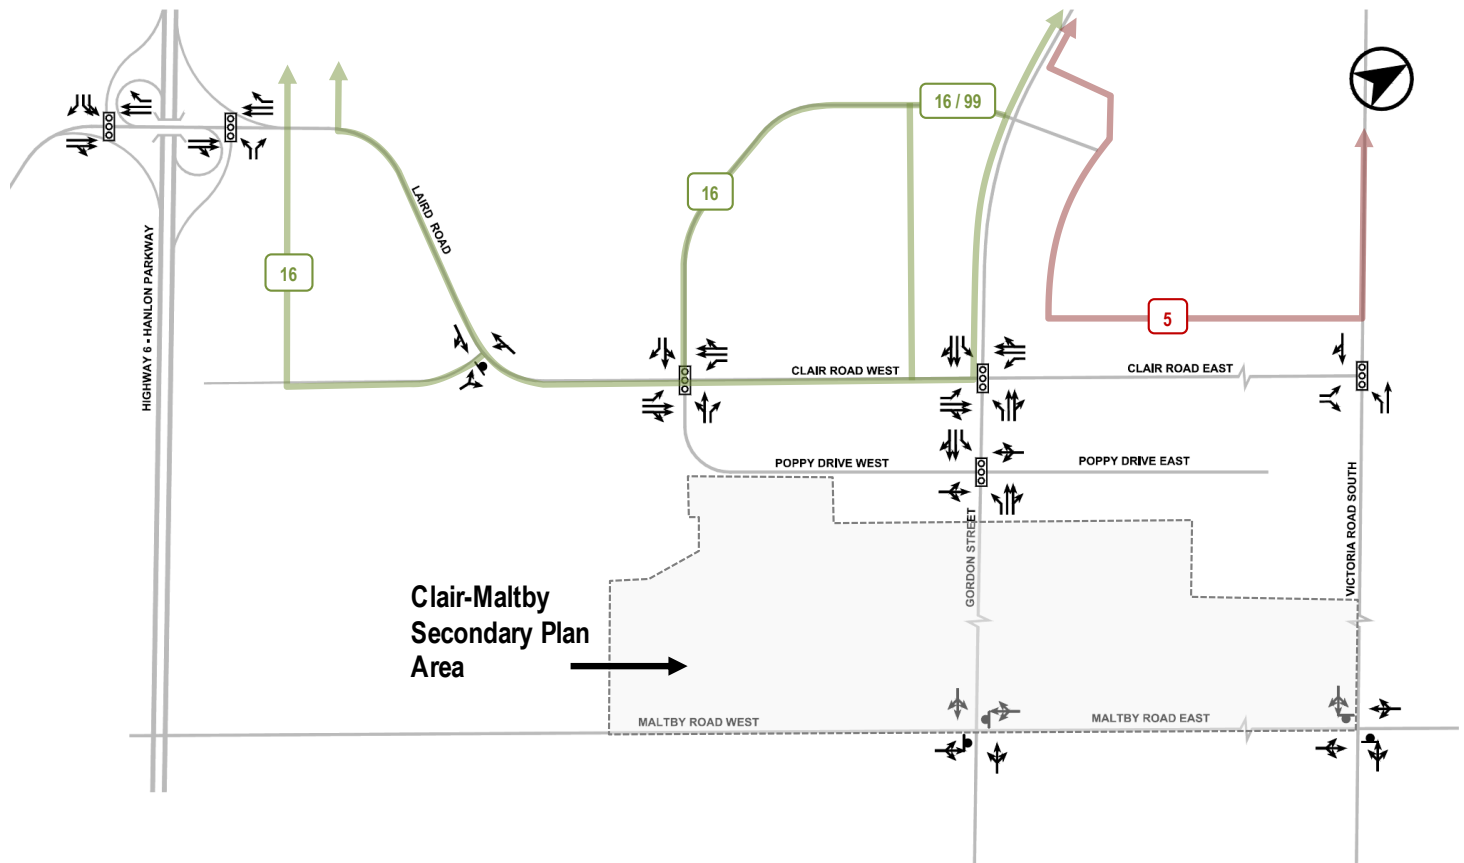 16 / 99
16
LAIRD ROAD
16
5
HIGHWAY 6 - HANLON PARKWAY
CLAIR ROAD WEST
CLAIR ROAD EAST
POPPY DRIVE WEST
POPPY DRIVE EAST
GORDON STREET
VICTORIA ROAD SOUTH
Clair-Maltby
Secondary Plan
Area
MALTBY ROAD WEST
MALTBY ROAD EAST